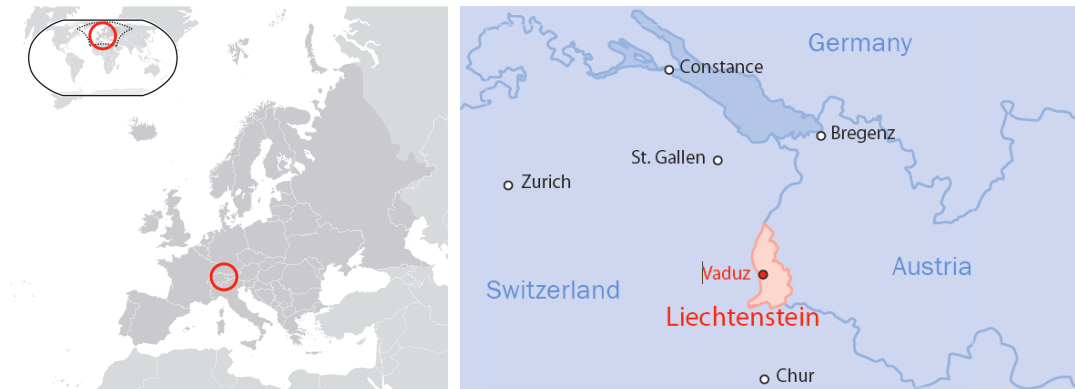 Germany
Constance
Bregenz
St. Gallen
Zurich
Austria
Vaduz
Switzerland
Liechtenstein
Chur